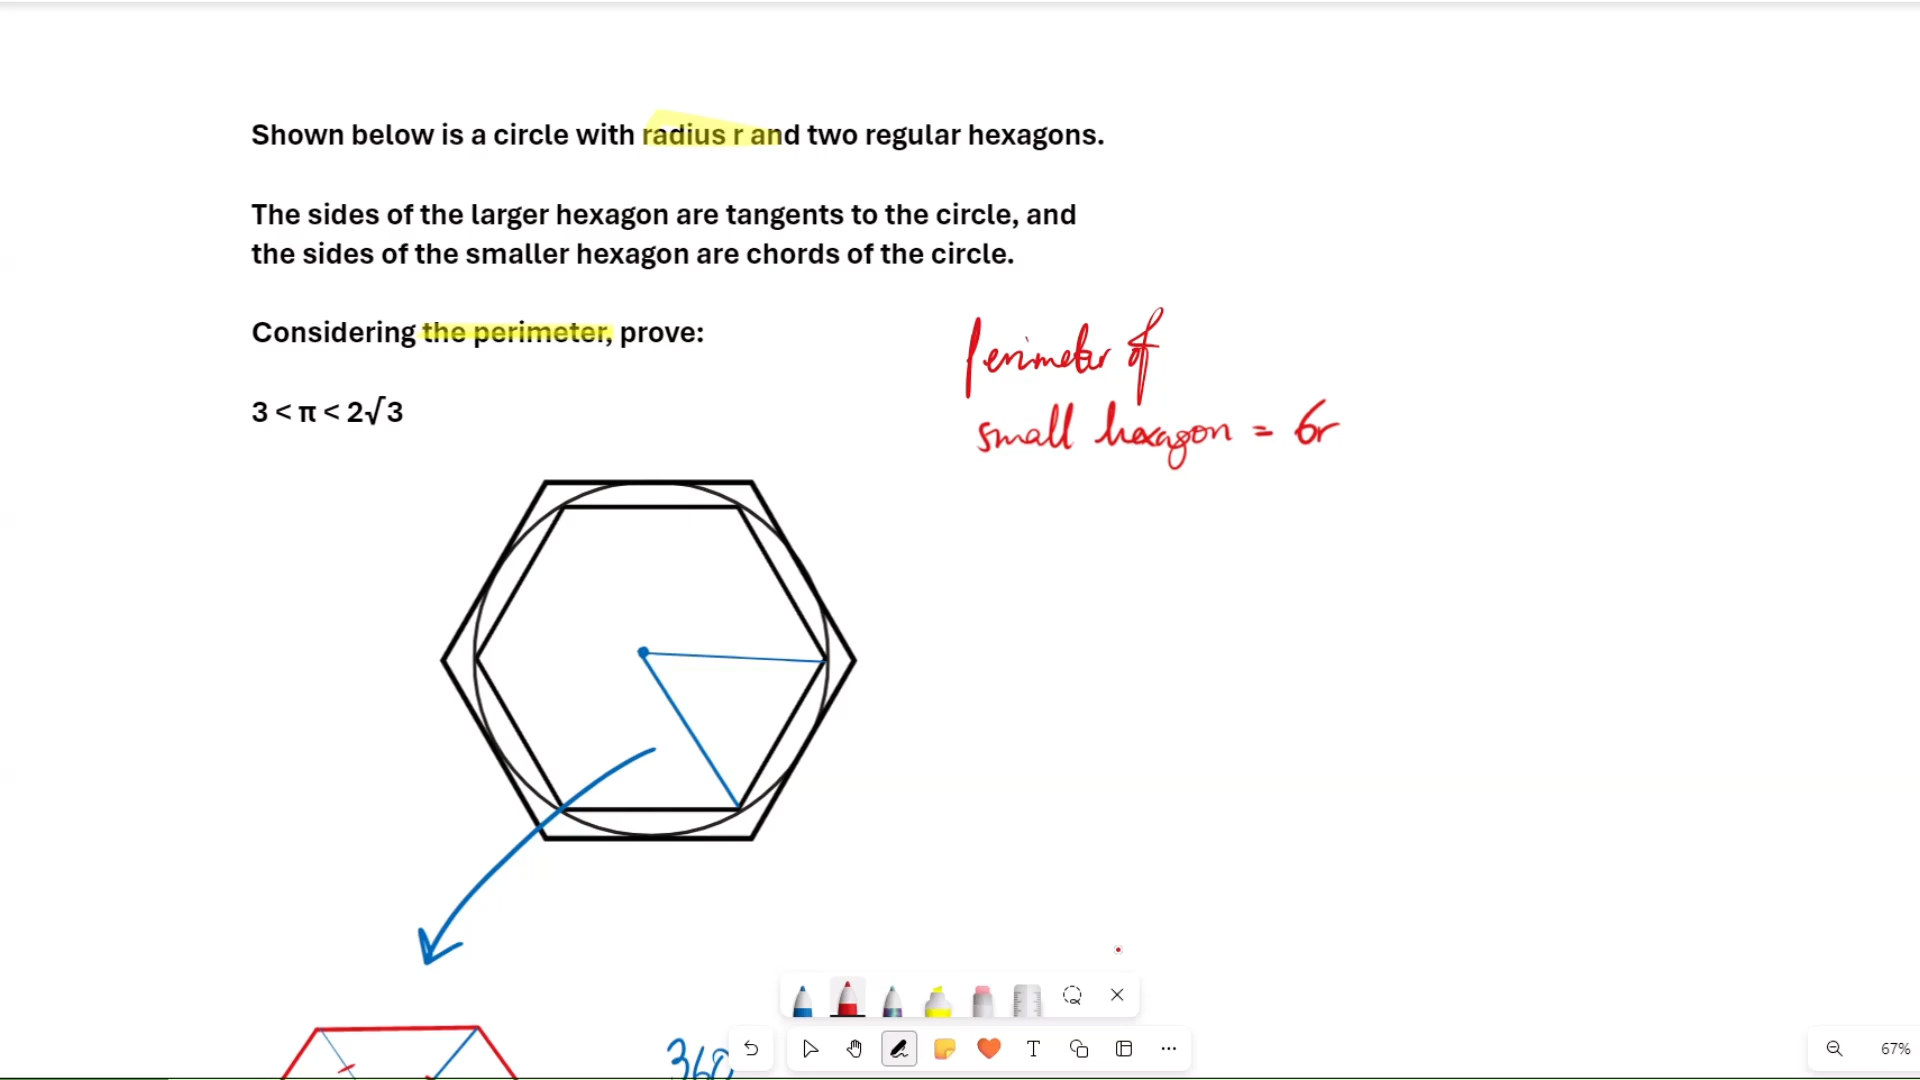 Shown below is a circle with radius r and two regular hexagons.
The sides of the larger hexagon are tangents to the circle, and
the sides of the smaller hexagon are chords of the circle.
Considering the perimeter, prove:
3 < π < 2√3
Perimeter of
small hexagon = 6r
360
T
67%